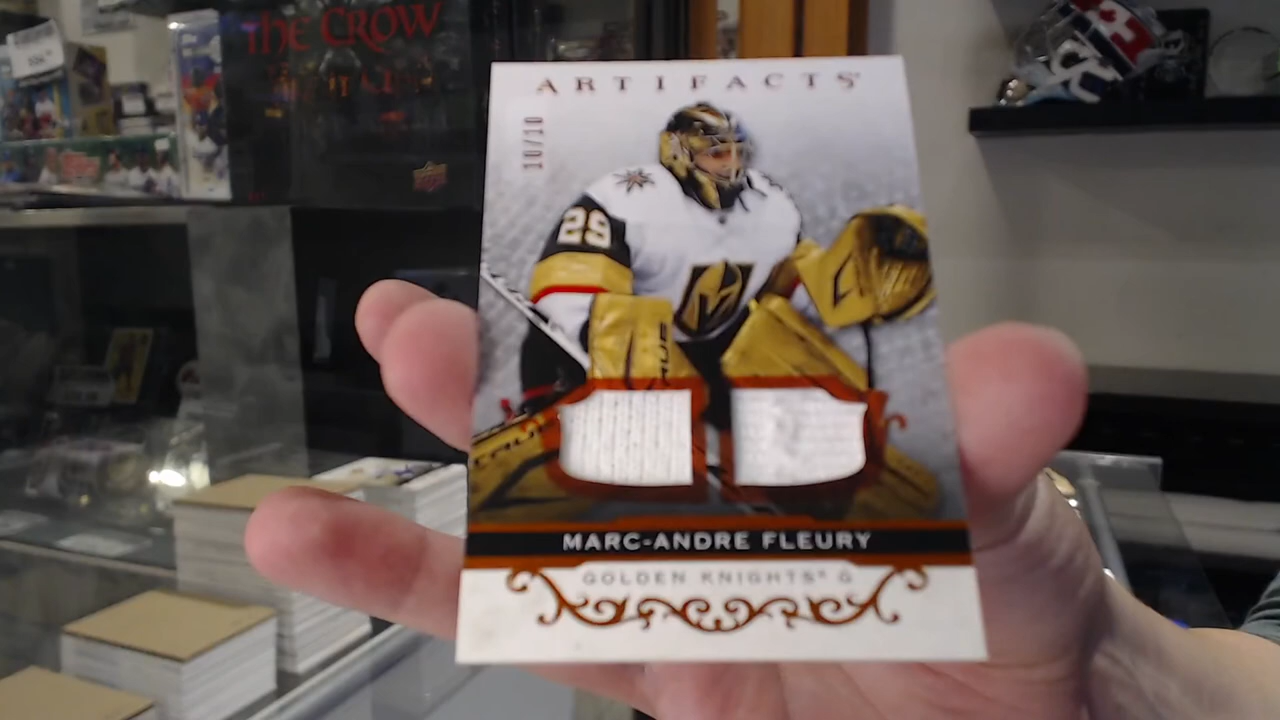 THE CROW
ARTIFACTS
10/10
29
MARC-ANDRE FLEURY
GOLDEN KNIGHTS® G